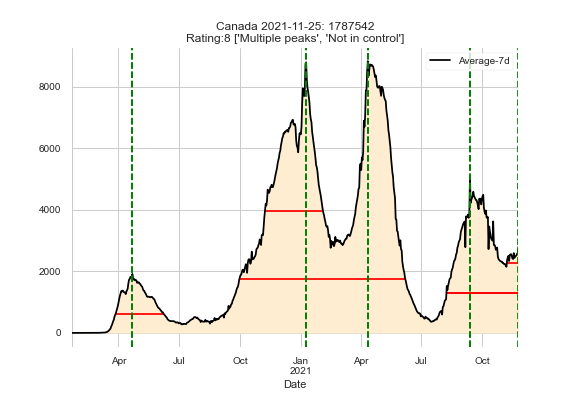 Canada 2021-11-25: 1787542
Rating:8 ['Multiple peaks', 'Not in control']
Average-7d
8000
6000
4000
2000
0
Apr Jul Oct Jan Apr Jul Oct
2021
Date